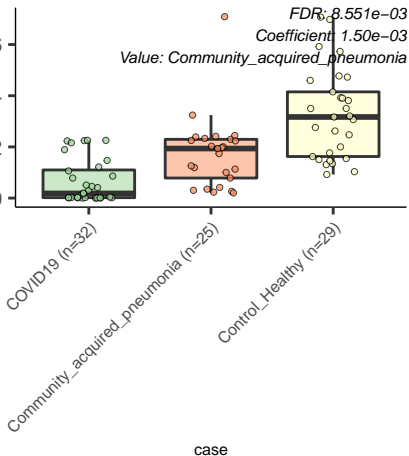 FDR: 8.551e−03
Coefficient: 1.50e−03
Value: Community_acquired_pneumonia
COVID19 (n=32)
Community_acquired_pneumonia (n=25)
Control_Healthy (n=29)
case